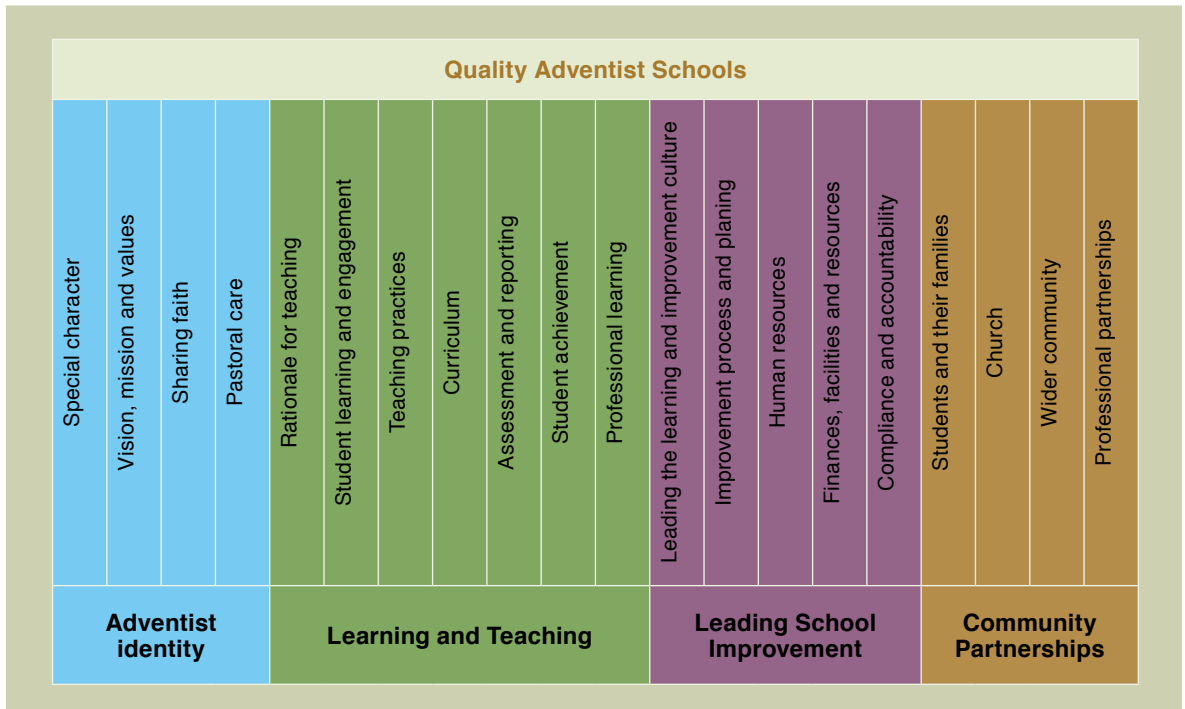 Quality Adventist Schools
Special character
Vision, mission and values
Sharing faith
Pastoral care
Rationale for teaching
Student learning and engagement
Teaching practices
Curriculum
Assessment and reporting
Student achievement
Professional learning
Leading the learning and improvement culture
Improvement process and planing
Human resources
Finances, facilities and resources
Compliance and accountability
Students and their families
Church
Wider community
Professional partnerships
Adventist
identity
Learning and Teaching
Leading School
Improvement
Community
Partnerships